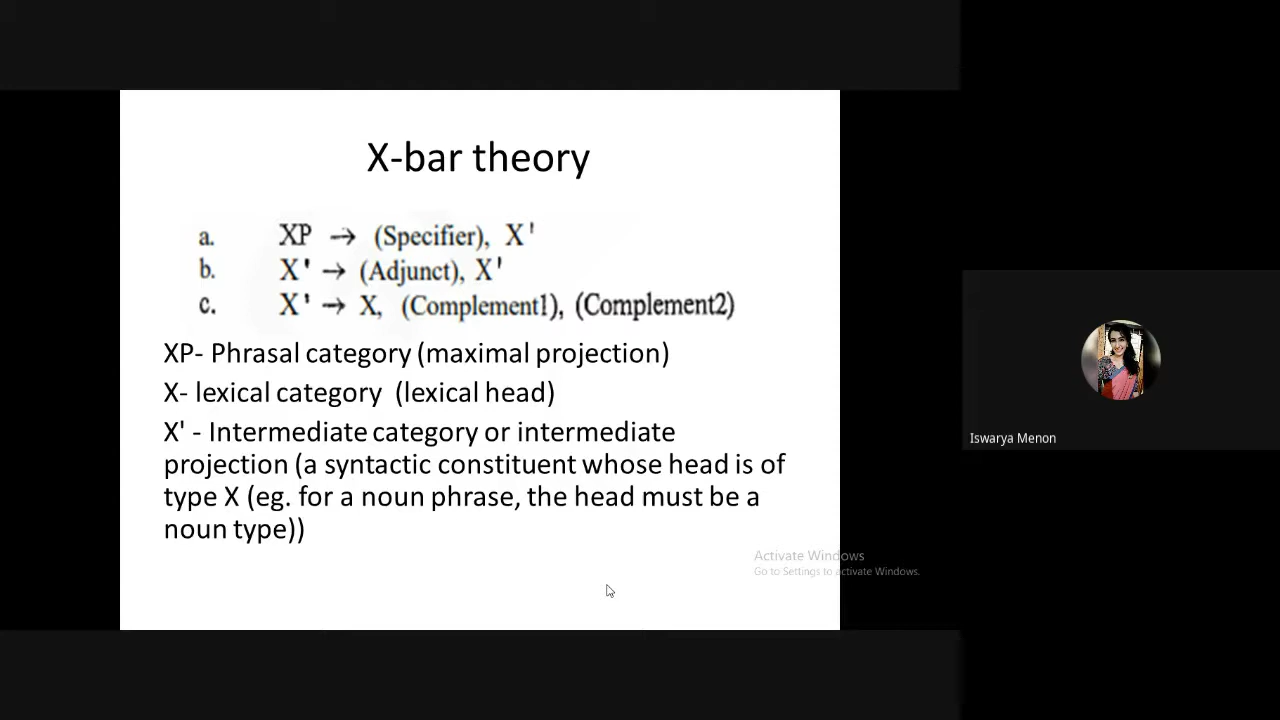 X-bar theory
a. XP → (Specifier), X'
b. X' → (Adjunct), X'
c. X' → X, (Complement1), (Complement2)
XP- Phrasal category (maximal projection)
X- lexical category (lexical head)
X' - Intermediate category or intermediate
projection (a syntactic constituent whose head is of
type X (eg. for a noun phrase, the head must be a
noun type))
Activate Windows
Go to Settings to activate Windows.
Iswarya Menon